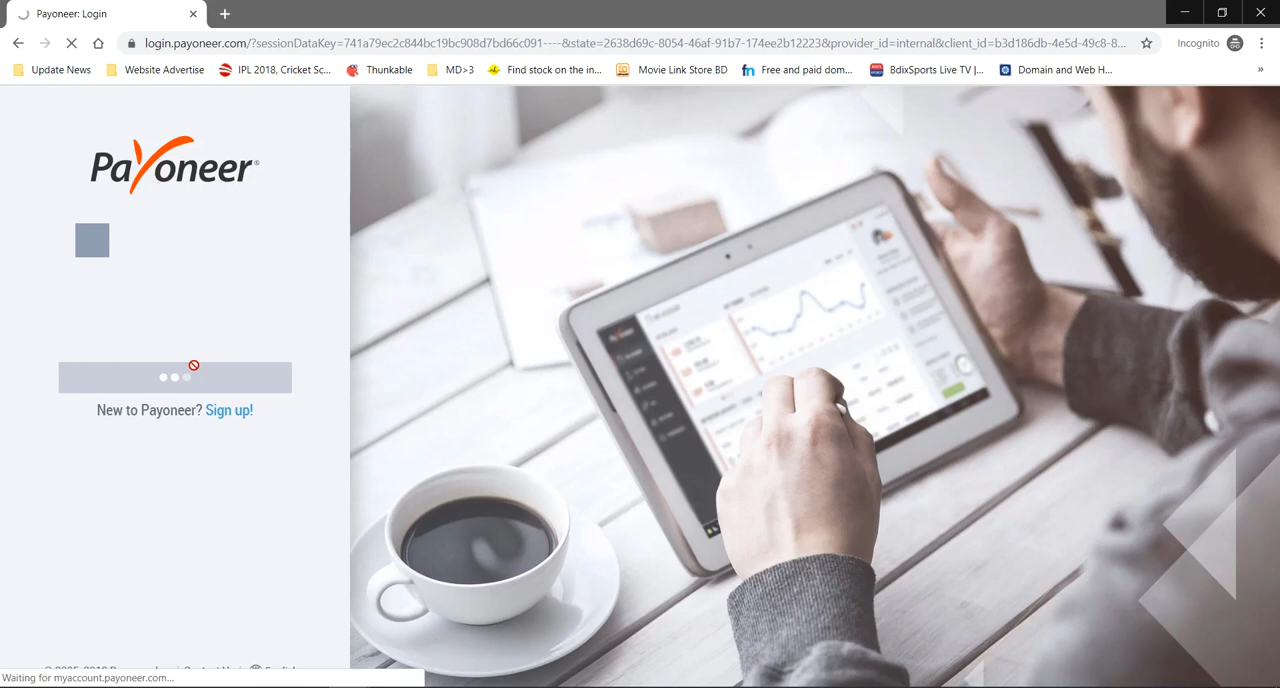 Payoneer: Login
login.payoneer.com/?sessionDataKey=741a79ec2c844bc19bc908d7bd66c091----&state=2638d69c-8054-46af-91b7-174ee2b12223&provider_id=internal&client_id=b3d186db-4e5d-49c8-8...
Incognito
Update News
Website Advertise
IPL 2018, Cricket Sc...
Thunkable
MD>3
Find stock on the in...
Movie Link Store BD
Free and paid dom...
BdixSports Live TV |...
Domain and Web H...
»
Payoneer®
New to Payoneer? Sign up!
Waiting for myaccount.payoneer.com...